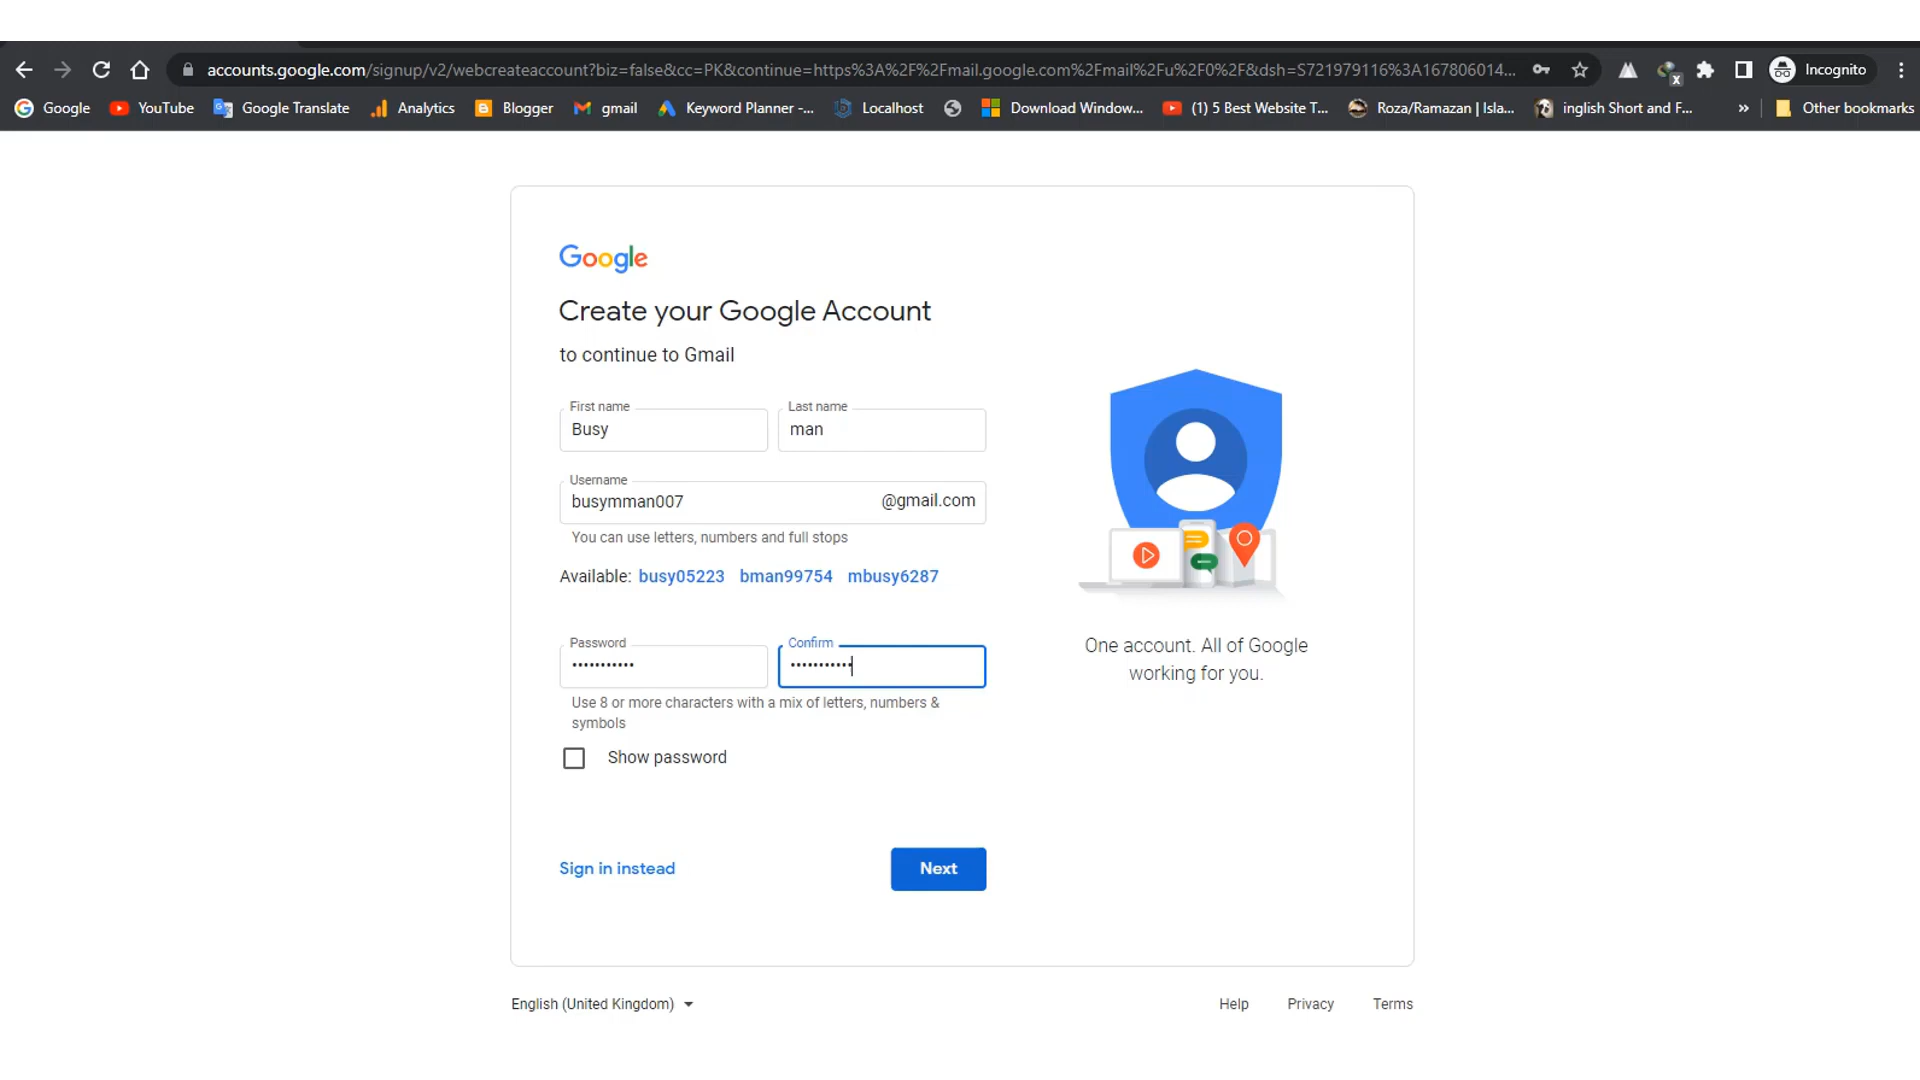 accounts.google.com/signup/v2/webcreateaccount?biz=false&cc=PK&continue=https%3A%2F%2Fmail.google.com%2Fmail%2Fu%2F0%2F&dsh=S721979116%3A167806014... Incognito
Google YouTube Google Translate Analytics Blogger gmail Keyword Planner -... Localhost Download Window... (1) 5 Best Website T... Roza/Ramazan | Isla... inglish Short and F... » Other bookmarks
Google
Create your Google Account
to continue to Gmail
First name Last name
Busy man
Username
busymman007 @gmail.com
You can use letters, numbers and full stops
Available: busy05223 bman99754 mbusy6287
Password Confirm
••••••••••• •••••••••••
Use 8 or more characters with a mix of letters, numbers &
symbols
Show password
Sign in instead Next
One account. All of Google
working for you.
English (United Kingdom) Help Privacy Terms